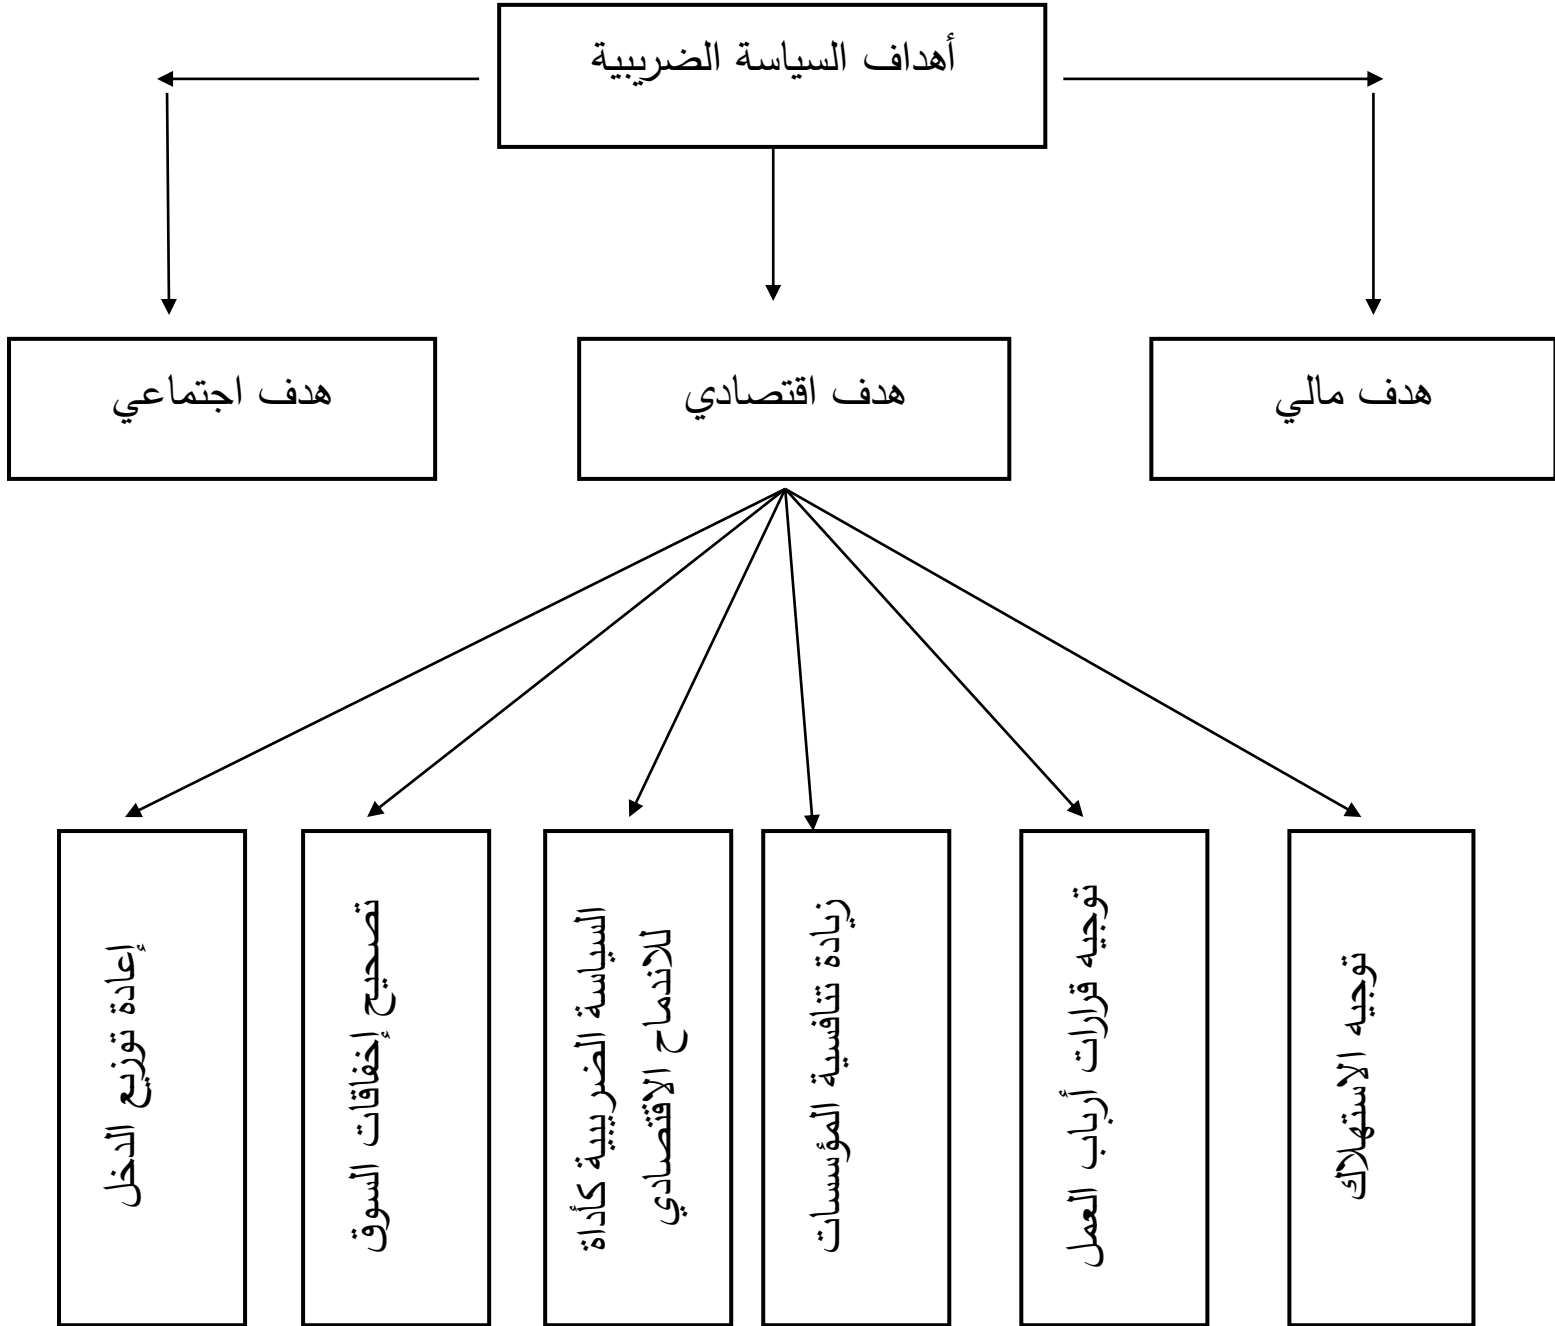 أهداف السياسة الضريبية
هدف مالي
هدف اقتصادي
هدف اجتماعي
توجيه الاستهلاك
توجيه قرارات أرباب العمل
زيادة تنافسية المؤسسات
السياسة الضريبية كأداة
للاندماج الاقتصادي
تصحيح إخفاقات السوق
إعادة توزيع الدخل